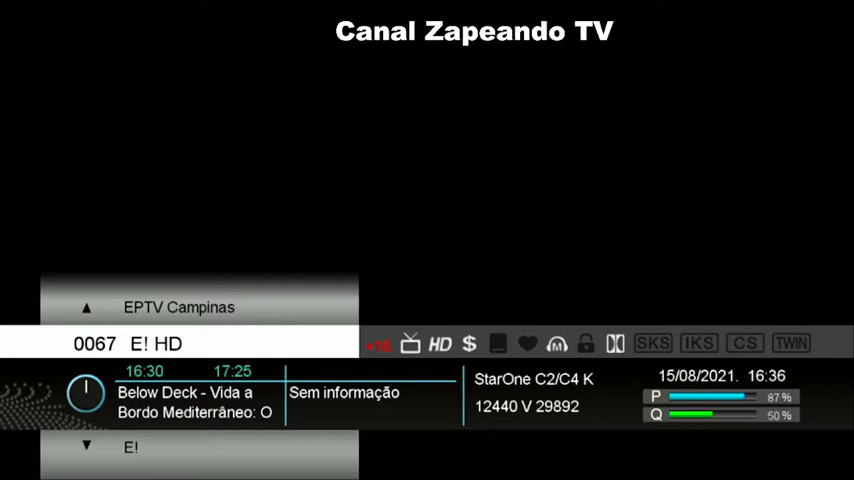 Canal Zapeando TV
EPTV Campinas
0067 E! HD
+16 HD $ M SKS IKS CS TWIN
16:30 17:25
Below Deck - Vida a
Bordo Mediterrâneo: O
Sem informação
StarOne C2/C4 K
12440 V 29892
15/08/2021. 16:36
P 87%
Q 50%
E!